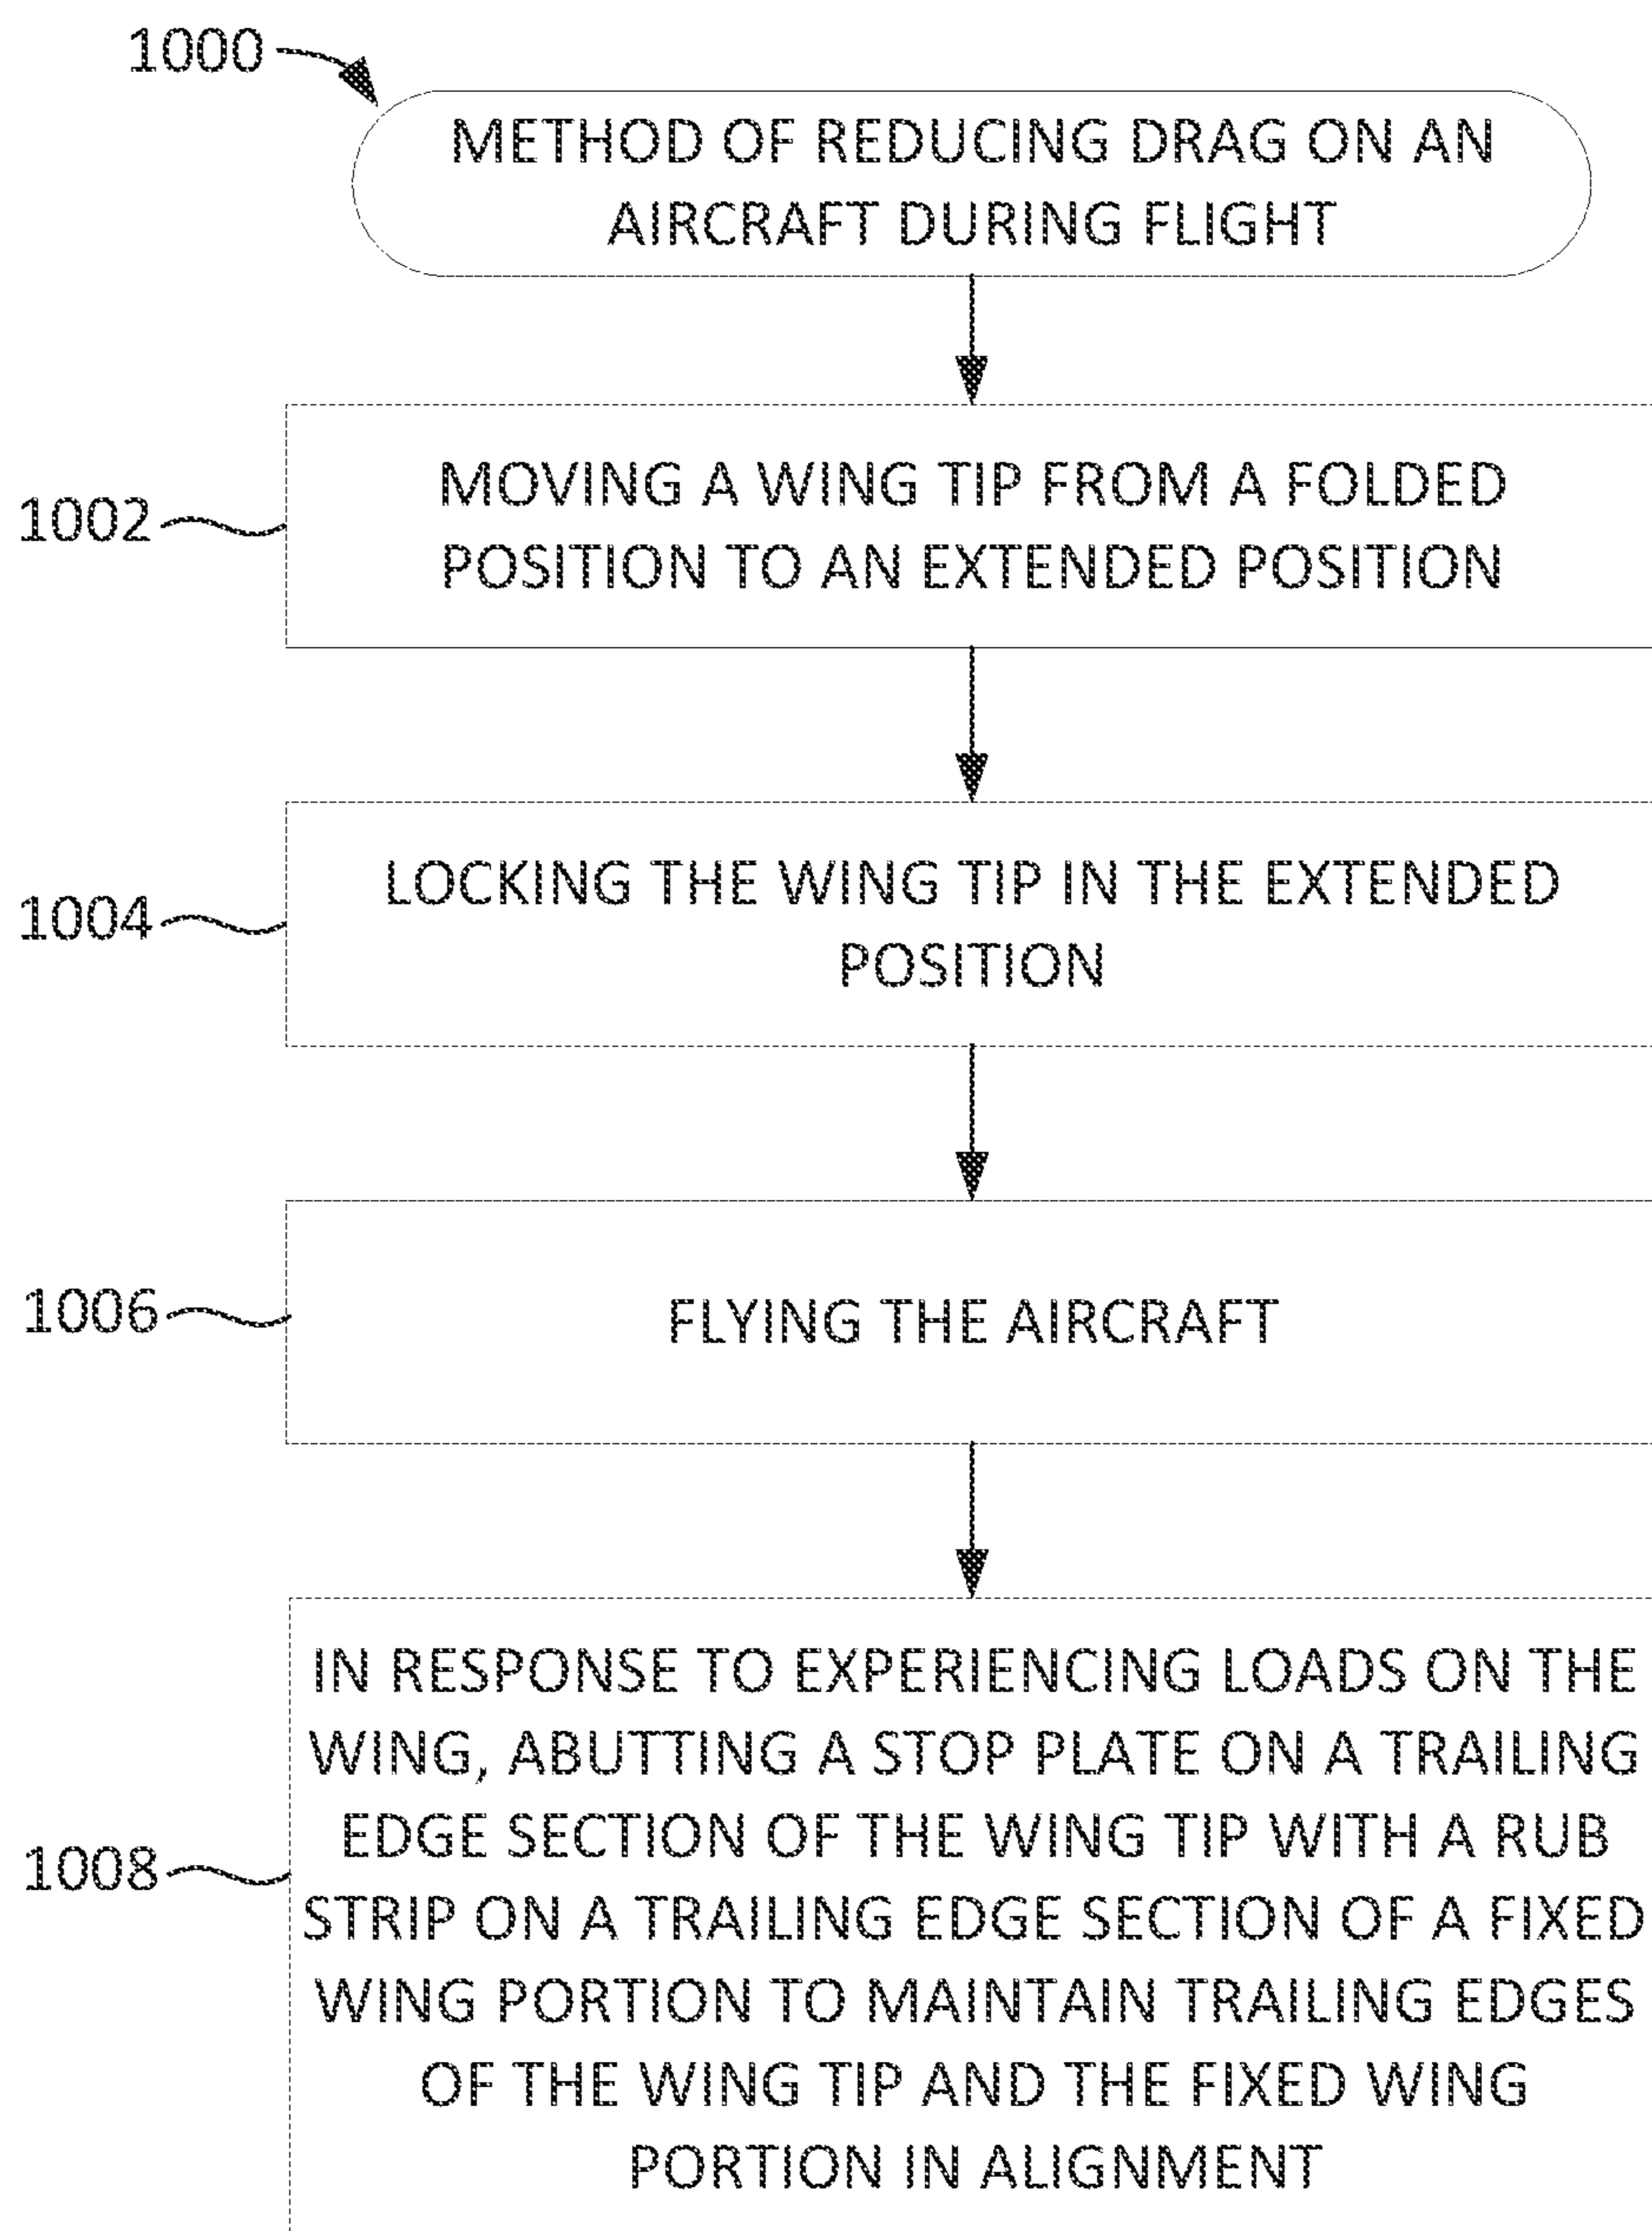 1000
METHOD OF REDUCING DRAG ON AN
AIRCRAFT DURING FLIGHT
1002
MOVING A WING TIP FROM A FOLDED
POSITION TO AN EXTENDED POSITION
1004
LOCKING THE WING TIP IN THE EXTENDED
POSITION
1006
FLYING THE AIRCRAFT
1008
IN RESPONSE TO EXPERIENCING LOADS ON THE
WING, ABUTTING A STOP PLATE ON A TRAILING
EDGE SECTION OF THE WING TIP WITH A RUB
STRIP ON A TRAILING EDGE SECTION OF A FIXED
WING PORTION TO MAINTAIN TRAILING EDGES
OF THE WING TIP AND THE FIXED WING
PORTION IN ALIGNMENT